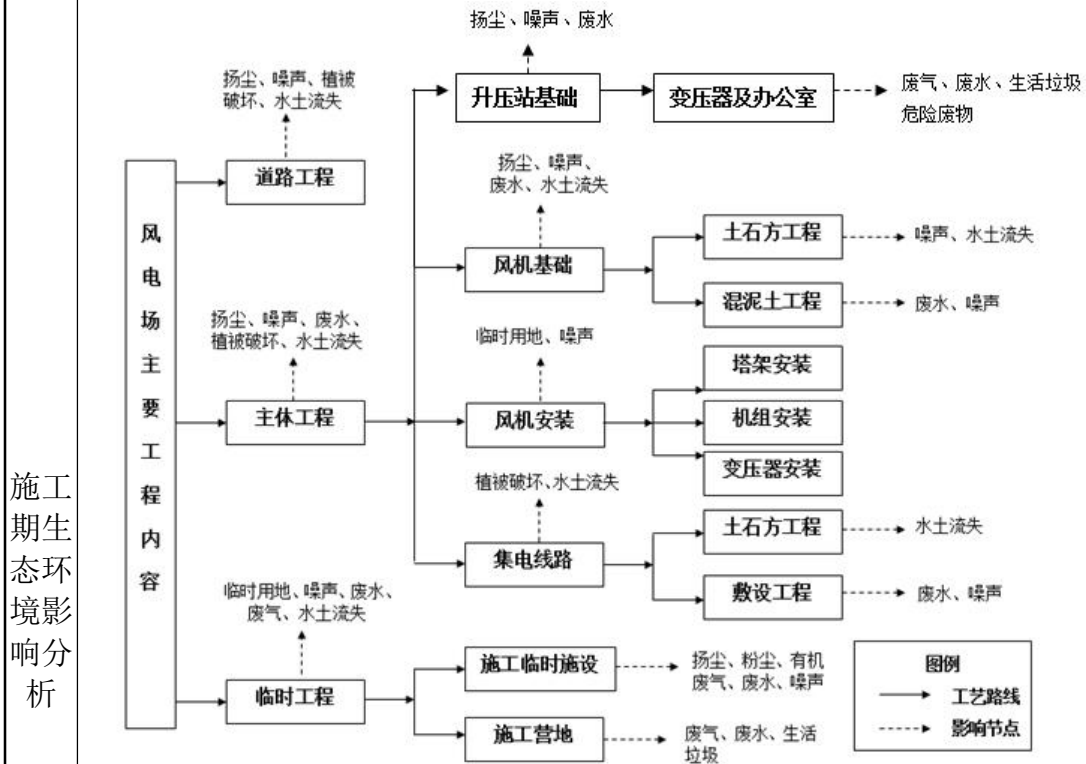 施工
期生
态环
境影
响分
析
风电场主要工程内容
扬尘、噪声、植被
破坏、水土流失
道路工程
扬尘、噪声、废水、
植被破坏、水土流失
主体工程
临时用地、噪声、废水、
废气、水土流失
临时工程
扬尘、噪声、废水
升压站基础
变压器及办公室
废气、废水、生活垃圾
危险废物
扬尘、噪声、
废水、水土流失
风机基础
土石方工程
噪声、水土流失
混泥土工程
废水、噪声
临时用地、噪声
风机安装
塔架安装
机组安装
变压器安装
植被破坏、水土流失
集电线路
土石方工程
水土流失
敷设工程
废水、噪声
施工临时施设
扬尘、粉尘、有机
废气、废水、噪声
施工营地
废气、废水、生活
垃圾
图例
工艺路线
影响节点